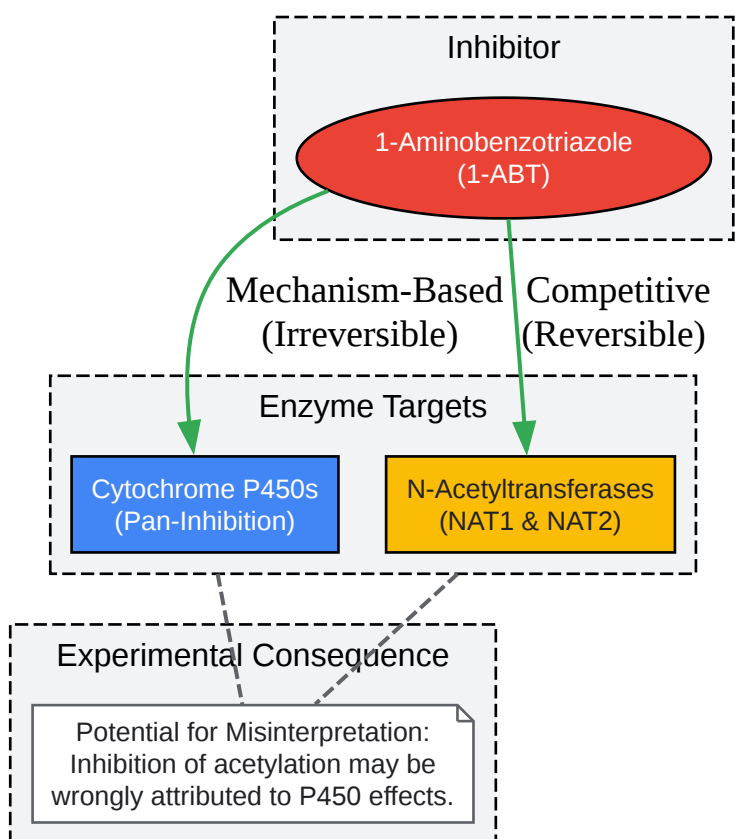 Inhibitor
1-Aminobenzotriazole
(1-ABT)
Mechanism-Based
(Irreversible)
Competitive
(Reversible)
Enzyme Targets
Cytochrome P450s
(Pan-Inhibition)
N-Acetyltransferases
(NAT1 & NAT2)
Experimental Consequence
Potential for Misinterpretation:
Inhibition of acetylation may be
wrongly attributed to P450 effects.